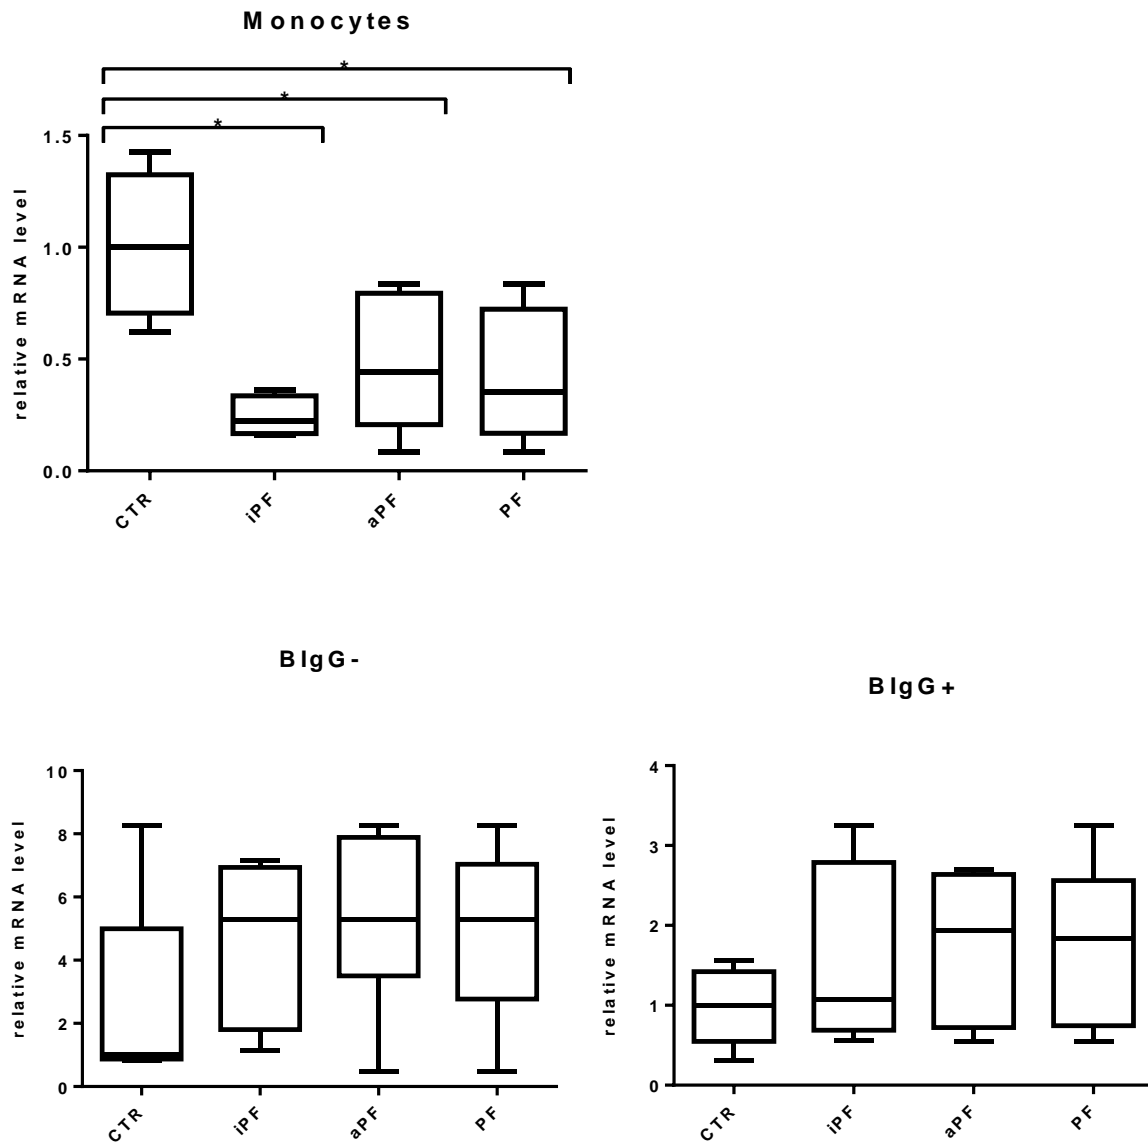 Monocytes
*
*
*
relative mRNA level
1.5
1.0
0.5
0.0
CTR
iPF
aPF
PF
BIgG-
relative mRNA level
10
8
6
4
2
0
CTR
iPF
aPF
PF
BIgG+
relative mRNA level
4
3
2
1
0
CTR
iPF
aPF
PF